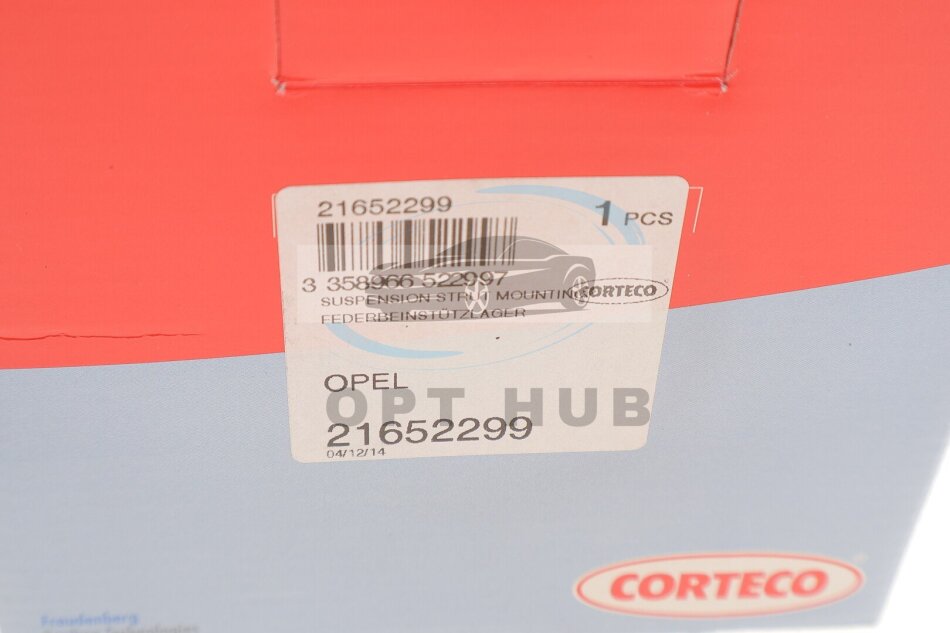 21652299
1 PCS
3 358966 522997
SUSPENSION STRUT MOUNTING
CORTECO
FEDERBEINSTÜTZLAGER
OPEL
OPT HUB
21652299
04/12/14
CORTECO
Freudenberg